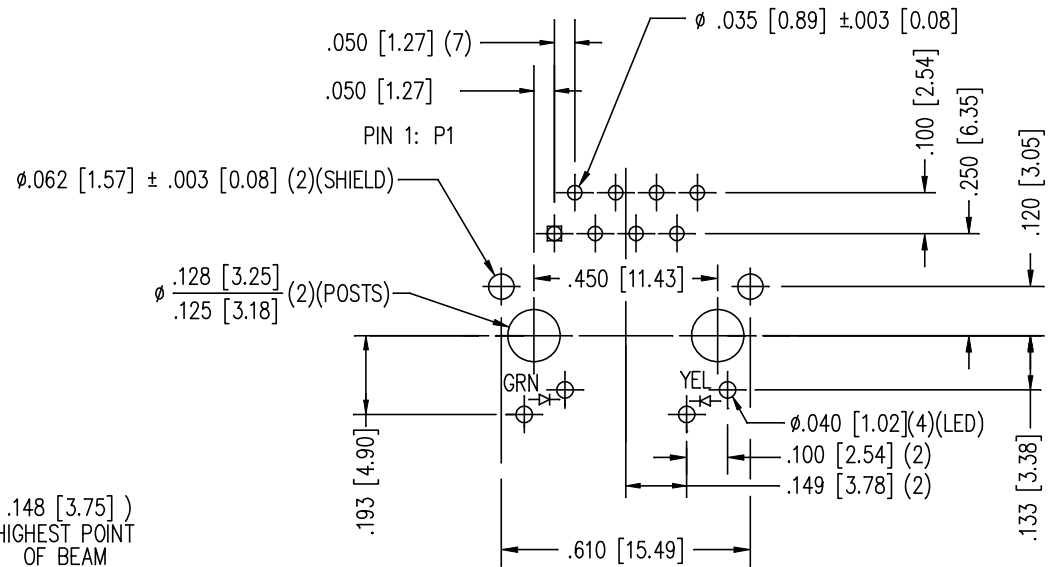 ø .035 [0.89] ±.003 [0.08]
.050 [1.27] (7)
.050 [1.27]
PIN 1: P1
ø.062 [1.57] ± .003 [0.08] (2)(SHIELD)
.100 [2.54]
.250 [6.35]
.120 [3.05]
.450 [11.43]
ø .128 [3.25]
.125 [3.18] (2)(POSTS)
GRN
YEL
ø.040 [1.02](4)(LED)
.100 [2.54] (2)
.149 [3.78] (2)
.193 [4.90]
.133 [3.38]
.148 [3.75] )
HIGHEST POINT
OF BEAM
.610 [15.49]